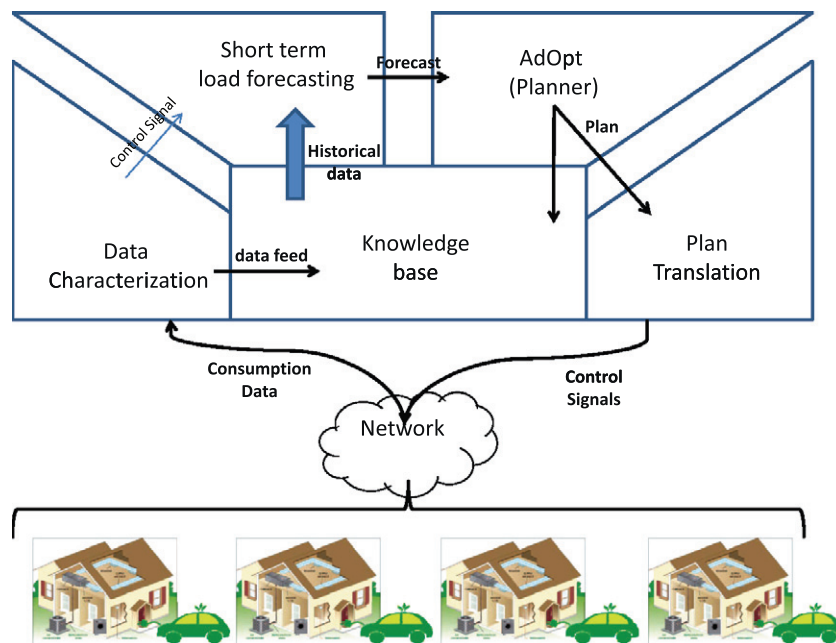 Short term
load forecasting
Forecast
AdOpt
(Planner)
Control Signal
Plan
Historical
data
Data
Characterization
data feed
Knowledge
base
Plan
Translation
Consumption
Data
Control
Signals
Network